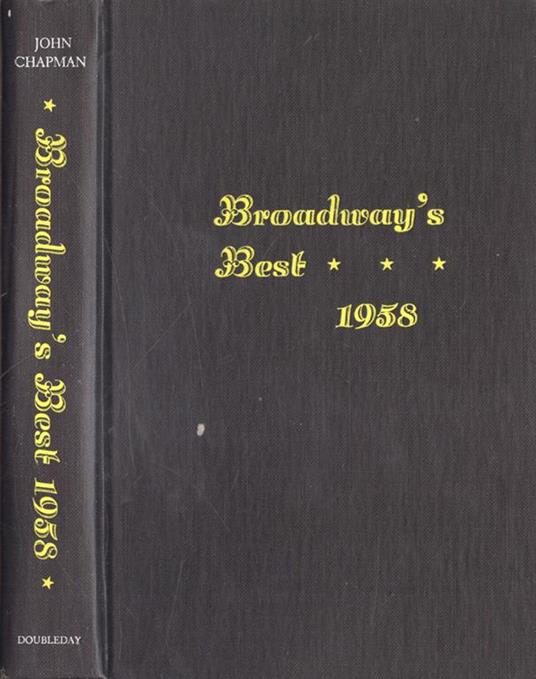 JOHN
CHAPMAN
★ Broadway's Best 1958 ★
DOUBLEDAY
Broadway's
Best ★ ★ ★
1958